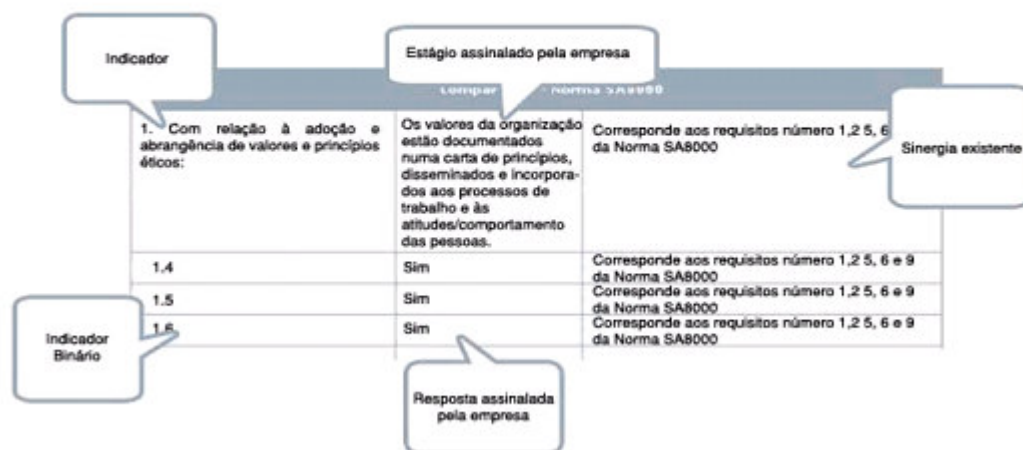 Indicador
Estágio assinalado pela empresa
Norma SA8000
1. Com relação à adoção e
abrangência de valores e princípios
éticos:
Os valores da organização
estão documentados
numa carta de princípios,
disseminados e incorpora-
dos aos processos de
trabalho e às
atitudes/comportamento
das pessoas.
Corresponde aos requisitos número 1,2 5, 6
da Norma SA8000
Sinergia existente
1.4
Sim
Corresponde aos requisitos número 1,2 5, 6 e 9
da Norma SA8000
1.5
Sim
Corresponde aos requisitos número 1,2 5, 6 e 9
da Norma SA8000
1.6
Sim
Corresponde aos requisitos número 1,2 5, 6 e 9
da Norma SA8000
Indicador
Binário
Resposta assinalada
pela empresa